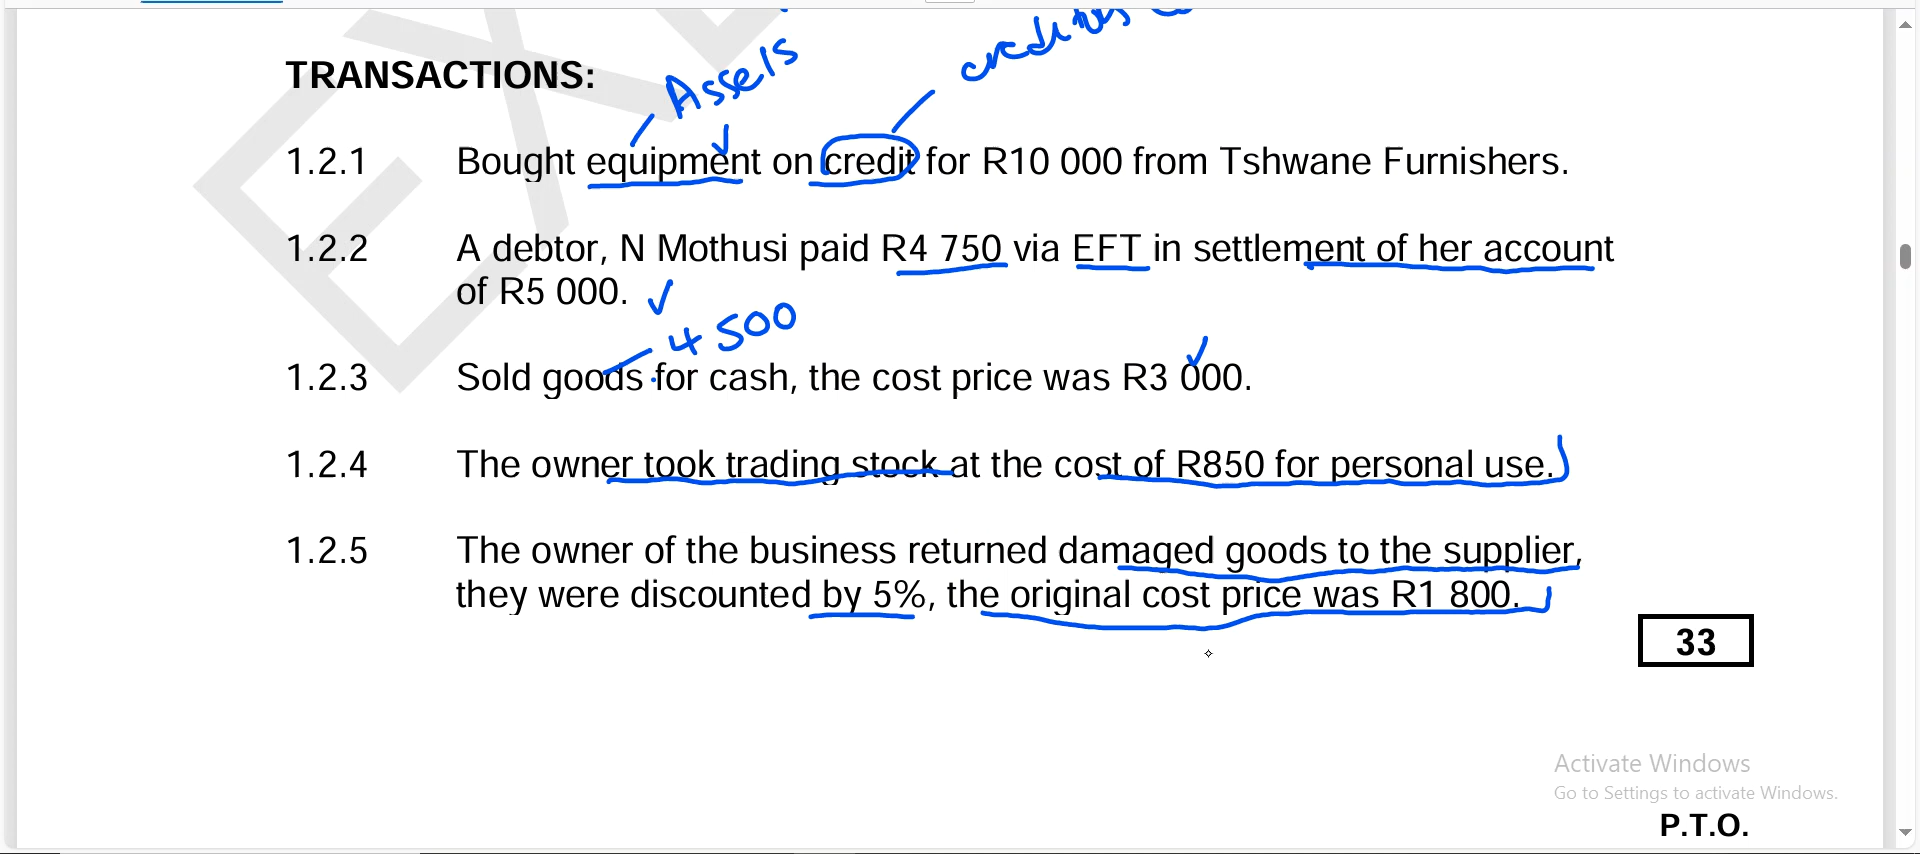 creditors
Assets
TRANSACTIONS:
1.2.1 Bought equipment on credit for R10 000 from Tshwane Furnishers.
1.2.2 A debtor, N Mothusi paid R4 750 via EFT in settlement of her account
of R5 000.
4 500
1.2.3 Sold goods for cash, the cost price was R3 000.
1.2.4 The owner took trading stock at the cost of R850 for personal use.
1.2.5 The owner of the business returned damaged goods to the supplier,
they were discounted by 5%, the original cost price was R1 800.
33
Activate Windows
Go to Settings to activate Windows.
P.T.O.